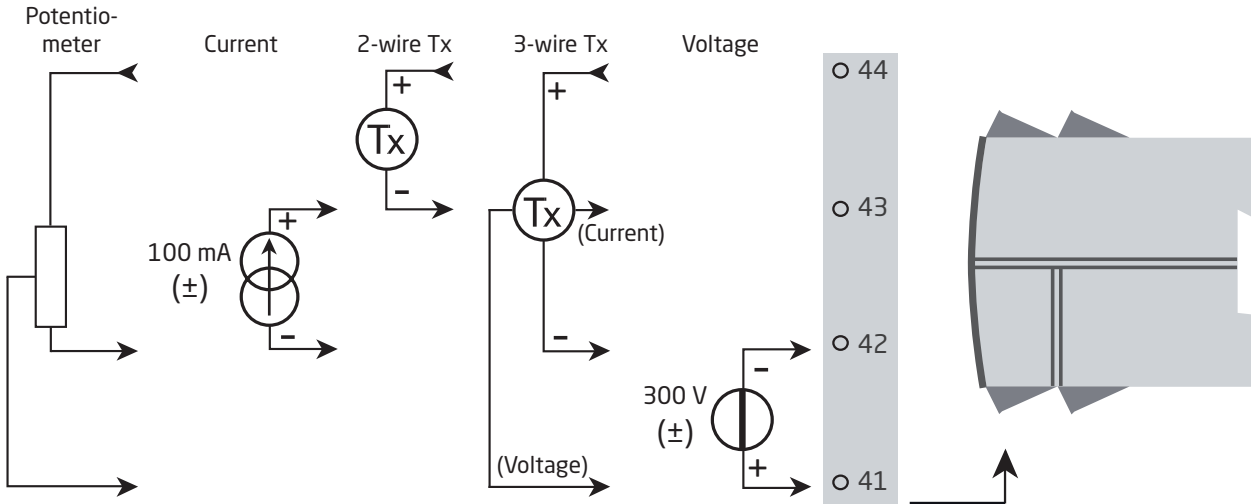 Potentio-
meter
Current
2-wire Tx
3-wire Tx
Voltage
44
+
+
Tx
-
43
+
Tx
(Current)
100 mA
(±)
-
-
42
-
300 V
(±)
+
(Voltage)
41